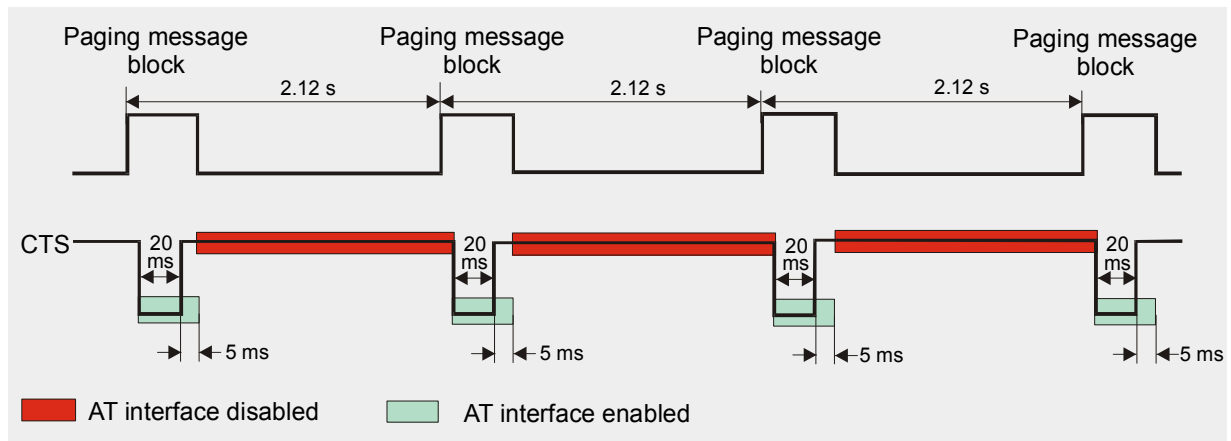 Paging message
block
Paging message
block
Paging message
block
Paging message
block
2.12 s
2.12 s
2.12 s
CTS
20
ms
20
ms
20
ms
20
ms
5 ms
5 ms
5 ms
5 ms
AT interface disabled
AT interface enabled